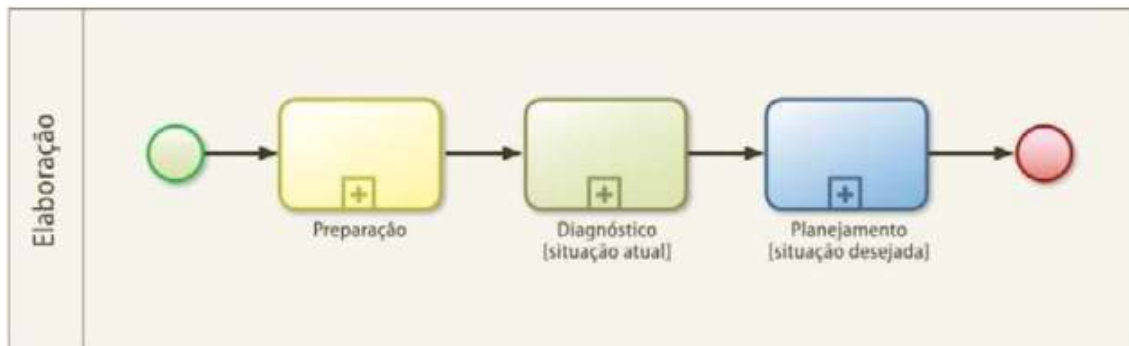 Elaboração
Preparação
Diagnóstico
[situação atual]
Planejamento
[situação desejada]